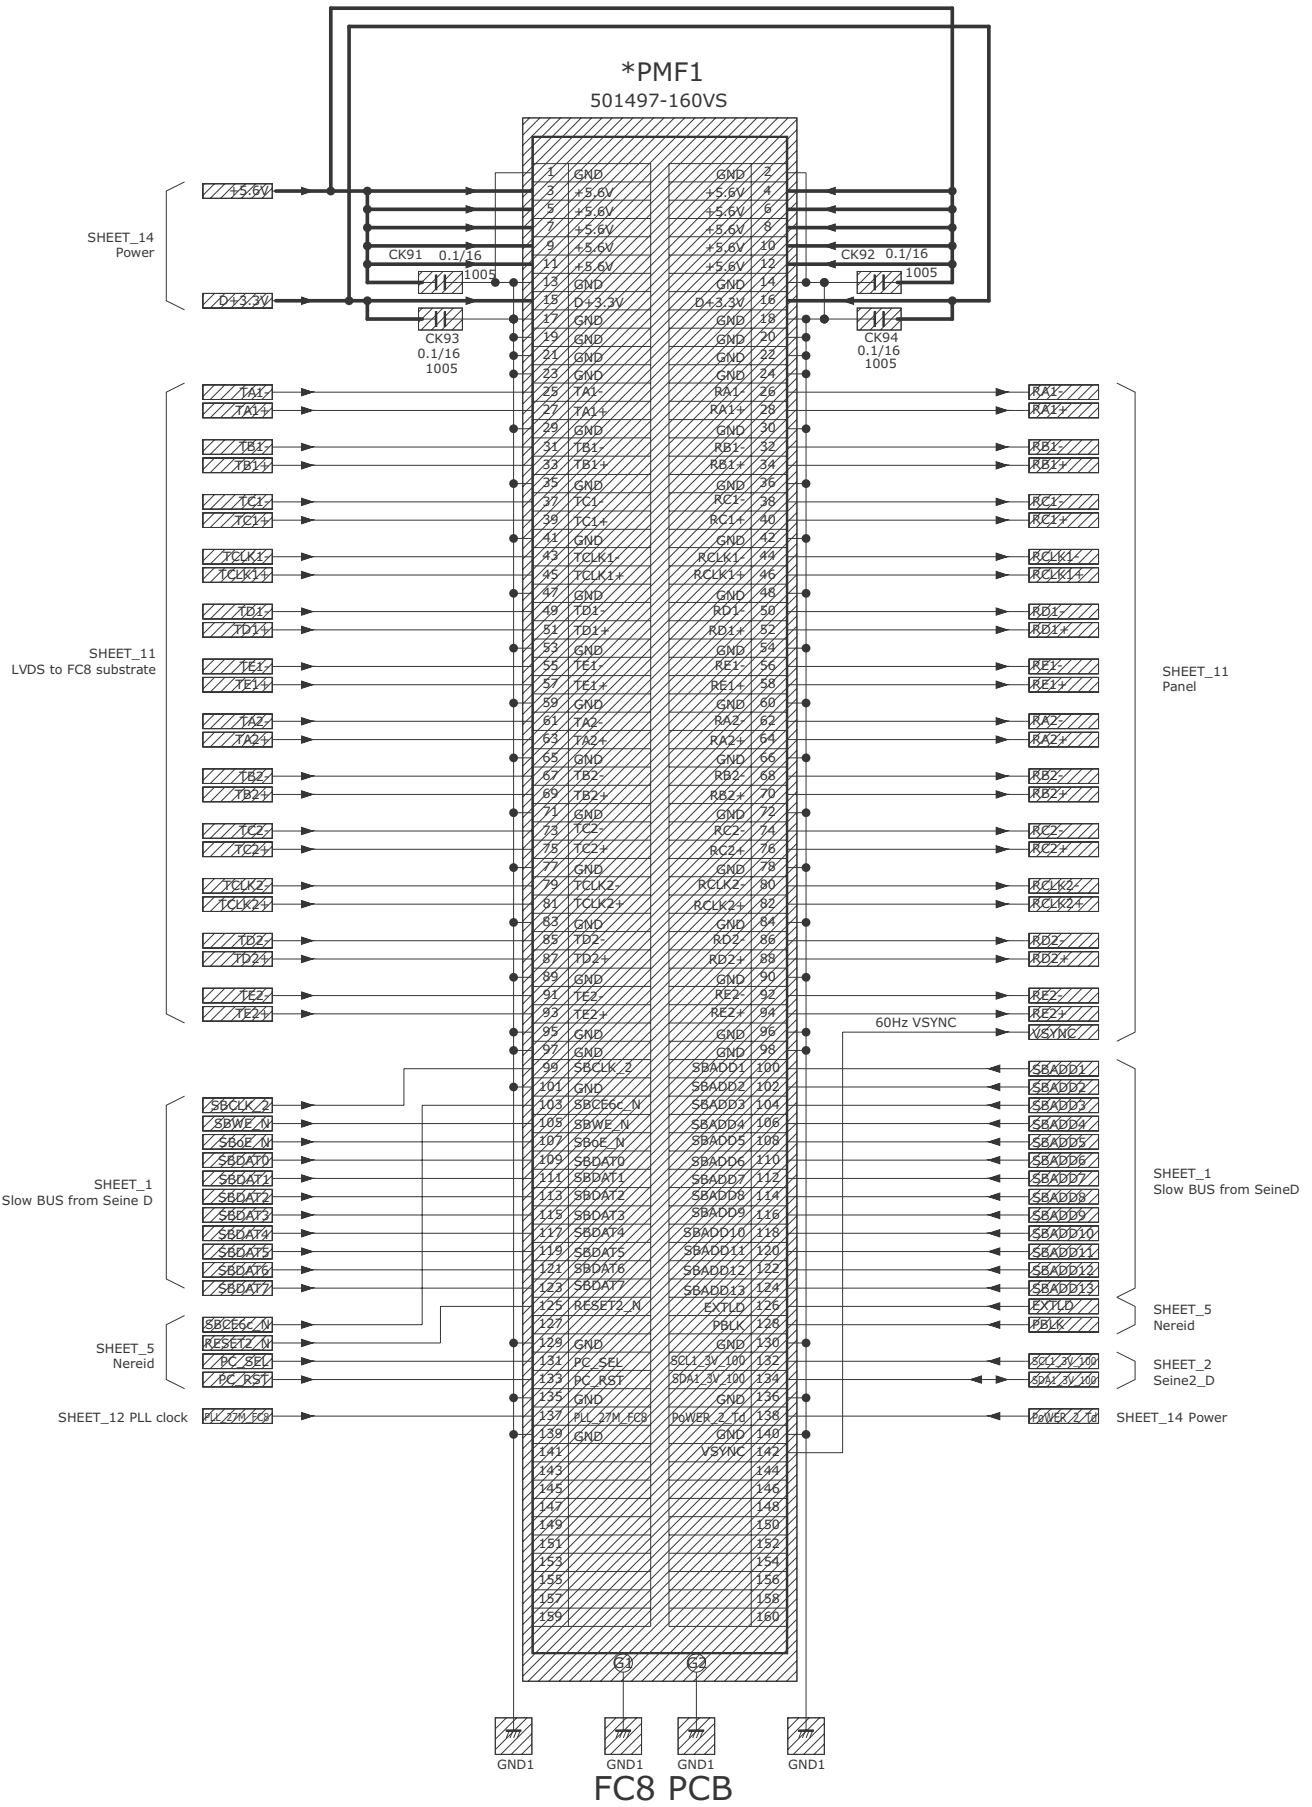 *PMF1
501497-160VS
1 GND GND 2
+5.6V 3 +5.6V +5.6V 4
5 +5.6V +5.6V 6
7 +5.6V +5.6V 8
SHEET_14
Power
9 +5.6V +5.6V 10
CK91 0.1/16
1005
CK92 0.1/16
1005
11 +5.6V +5.6V 12
13 GND GND 14
D+3.3V 15 D+3.3V D+3.3V 16
17 GND GND 18
CK93
0.1/16
1005
CK94
0.1/16
1005
19 GND GND 20
21 GND GND 22
23 GND GND 24
TA1- 25 TA1- RA1- 26 RA1-
TA1+ 27 TA1+ RA1+ 28 RA1+
29 GND GND 30
TB1- 31 TB1- RB1- 32 RB1-
TB1+ 33 TB1+ RB1+ 34 RB1+
35 GND GND 36
TC1- 37 TC1- RC1- 38 RC1-
TC1+ 39 TC1+ RC1+ 40 RC1+
41 GND GND 42
TCLK1- 43 TCLK1- RCLK1- 44 RCLK1-
TCLK1+ 45 TCLK1+ RCLK1+ 46 RCLK1+
47 GND GND 48
TD1- 49 TD1- RD1- 50 RD1-
TD1+ 51 TD1+ RD1+ 52 RD1+
53 GND GND 54
SHEET_11
LVDS to FC8 substrate
TE1- 55 TE1- RE1- 56 RE1-
TE1+ 57 TE1+ RE1+ 58 RE1+
SHEET_11
Panel
59 GND GND 60
TA2- 61 TA2- RA2- 62 RA2-
TA2+ 63 TA2+ RA2+ 64 RA2+
65 GND GND 66
TB2- 67 TB2- RB2- 68 RB2-
TB2+ 69 TB2+ RB2+ 70 RB2+
71 GND GND 72
TC2- 73 TC2- RC2- 74 RC2-
TC2+ 75 TC2+ RC2+ 76 RC2+
77 GND GND 78
TCLK2- 79 TCLK2- RCLK2- 80 RCLK2-
TCLK2+ 81 TCLK2+ RCLK2+ 82 RCLK2+
83 GND GND 84
TD2- 85 TD2- RD2- 86 RD2-
TD2+ 87 TD2+ RD2+ 88 RD2+
89 GND GND 90
TE2- 91 TE2- RE2- 92 RE2-
TE2+ 93 TE2+ RE2+ 94 RE2+
95 GND GND 96 60Hz VSYNC VSYNC
97 GND GND 98
99 SBCLK_2 SBADD1 100 SBADD1
101 GND SBADD2 102 SBADD2
SBCLK_2 103 SBCE6c_N SBADD3 104 SBADD3
SBWE_N 105 SBWE_N SBADD4 106 SBADD4
SBoE_N 107 SBoE_N SBADD5 108 SBADD5
SBDAT0 109 SBDAT0 SBADD6 110 SBADD6
SBDAT1 111 SBDAT1 SBADD7 112 SBADD7
SHEET_1
Slow BUS from Seine D
SHEET_1
Slow BUS from SeineD
SBDAT2 113 SBDAT2 SBADD8 114 SBADD8
SBDAT3 115 SBDAT3 SBADD9 116 SBADD9
SBDAT4 117 SBDAT4 SBADD10 118 SBADD10
SBDAT5 119 SBDAT5 SBADD11 120 SBADD11
SBDAT6 121 SBDAT6 SBADD12 122 SBADD12
SBDAT7 123 SBDAT7 SBADD13 124 SBADD13
125 RESET2_N EXTLD 126 EXTLD
SBCE6c_N 127 PBLK 128 PBLK
SHEET_5
Nereid
RESET2_N 129 GND GND 130
SHEET_5
Nereid
PC_SEL 131 PC_SEL SCL1_3V_100 132 SCL1_3V_100
PC_RST 133 PC_RST SDA1_3V_100 134 SDA1_3V_100
SHEET_2
Seine2_D
135 GND GND 136
SHEET_12 PLL clock PLL_27M_FC8 137 PLL_27M_FC8 PoWER_2_Td 138 PoWER_2_Td SHEET_14 Power
139 GND GND 140
141 VSYNC 142
143 144
145 146
147 148
149 150
151 152
153 154
155 156
157 158
159 160
G1 G2
GND1 GND1 GND1 GND1
FC8 PCB